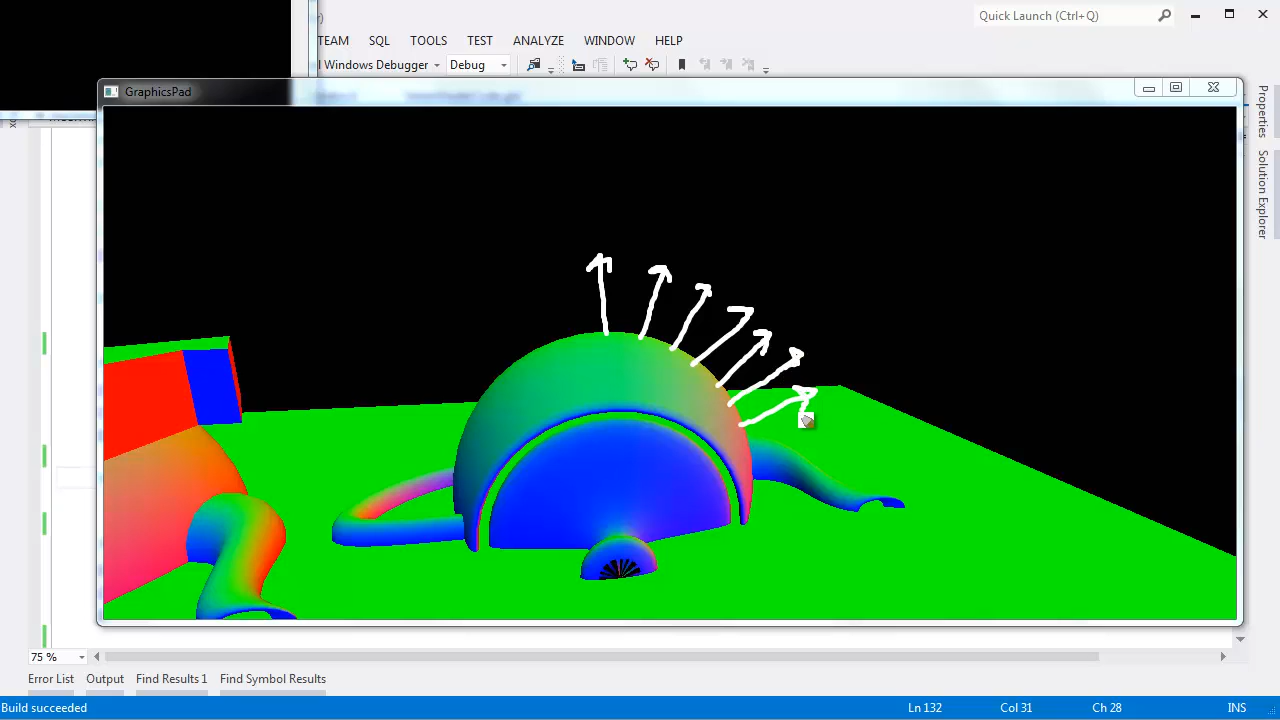 Quick Launch (Ctrl+Q)
TEAM SQL TOOLS TEST ANALYZE WINDOW HELP
Windows Debugger Debug
GraphicsPad
Properties
Solution Explorer
75 %
Error List Output Find Results 1 Find Symbol Results
Build succeeded Ln 132 Col 31 Ch 28 INS